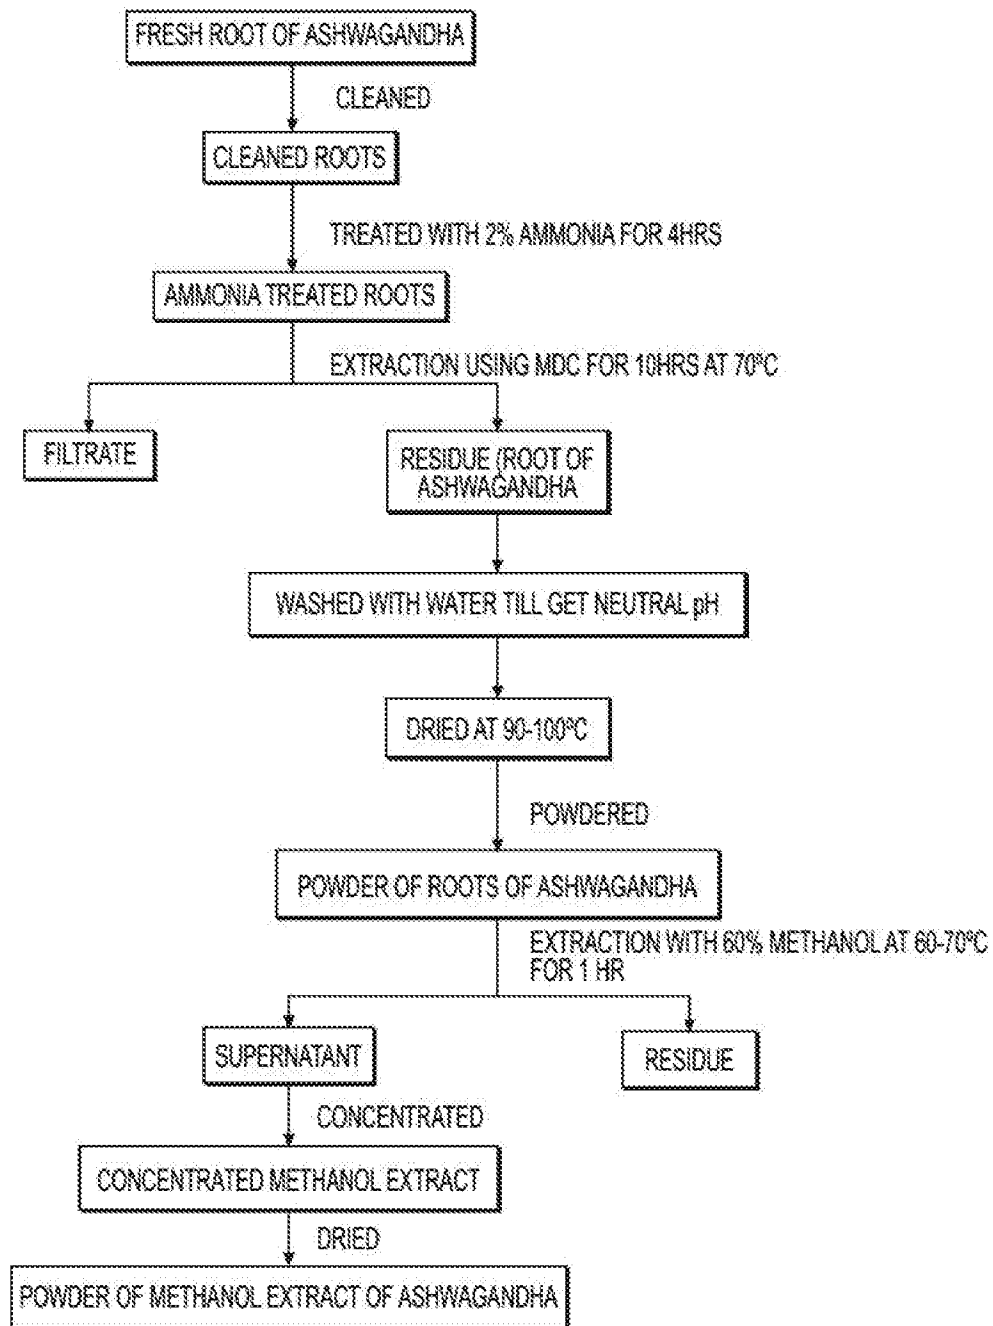 FRESH ROOT OF ASHWAGANDHA
CLEANED
CLEANED ROOTS
TREATED WITH 2% AMMONIA FOR 4HRS
AMMONIA TREATED ROOTS
EXTRACTION USING MDC FOR 10HRS AT 70ºC
FILTRATE
RESIDUE (ROOT OF
ASHWAGANDHA
WASHED WITH WATER TILL GET NEUTRAL pH
DRIED AT 90-100ºC
POWDERED
POWDER OF ROOTS OF ASHWAGANDHA
EXTRACTION WITH 60% METHANOL AT 60-70ºC
FOR 1 HR
SUPERNATANT
RESIDUE
CONCENTRATED
CONCENTRATED METHANOL EXTRACT
DRIED
POWDER OF METHANOL EXTRACT OF ASHWAGANDHA